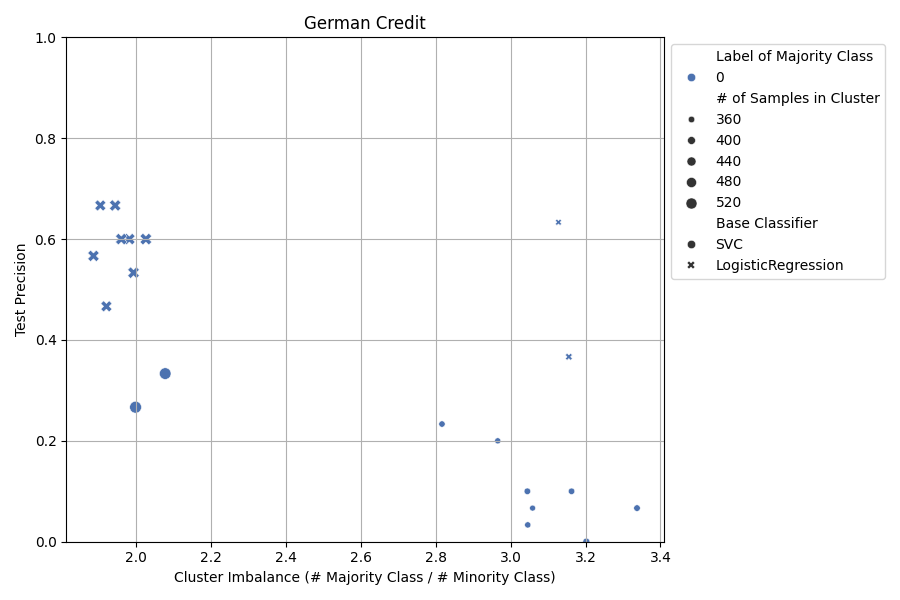 German Credit
1.0
0.8
0.6
0.4
0.2
0.0
Test Precision
2.0 2.2 2.4 2.6 2.8 3.0 3.2 3.4
Cluster Imbalance (# Majority Class / # Minority Class)
Label of Majority Class
0
# of Samples in Cluster
360
400
440
480
520
Base Classifier
SVC
LogisticRegression